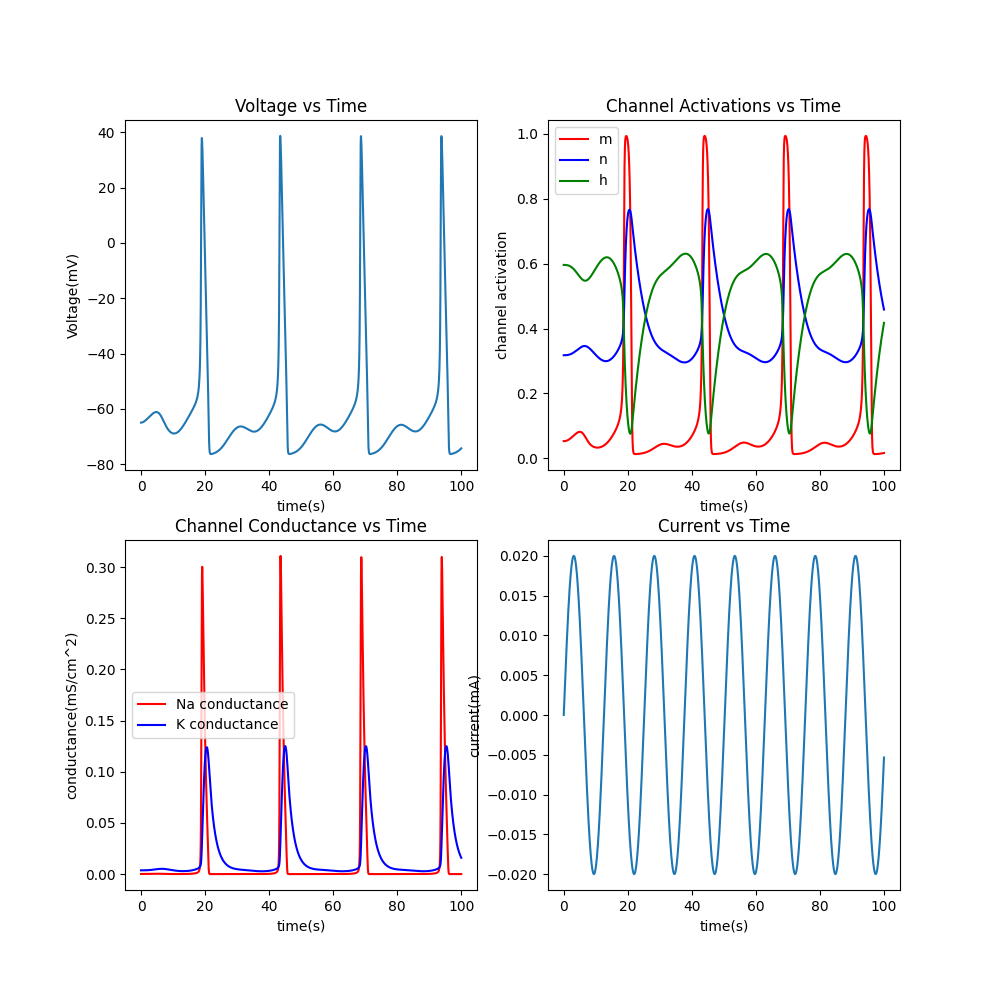 Voltage vs Time
Voltage(mV)
40
20
0
−20
−40
−60
−80
0 20 40 60 80 100
time(s)
Channel Activations vs Time
channel activation
1.0
0.8
0.6
0.4
0.2
0.0
m
n
h
0 20 40 60 80 100
time(s)
Channel Conductance vs Time
conductance(mS/cm^2)
0.30
0.25
0.20
0.15
0.10
0.05
0.00
Na conductance
K conductance
0 20 40 60 80 100
time(s)
Current vs Time
current(mA)
0.020
0.015
0.010
0.005
0.000
−0.005
−0.010
−0.015
−0.020
0 20 40 60 80 100
time(s)